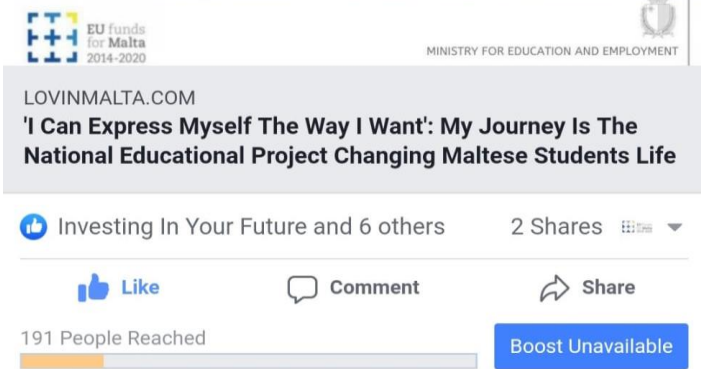 EU funds
for Malta
2014-2020
MINISTRY FOR EDUCATION AND EMPLOYMENT
LOVINMALTA.COM
'I Can Express Myself The Way I Want': My Journey Is The
National Educational Project Changing Maltese Students Life
Investing In Your Future and 6 others 2 Shares
Like Comment Share
191 People Reached
Boost Unavailable